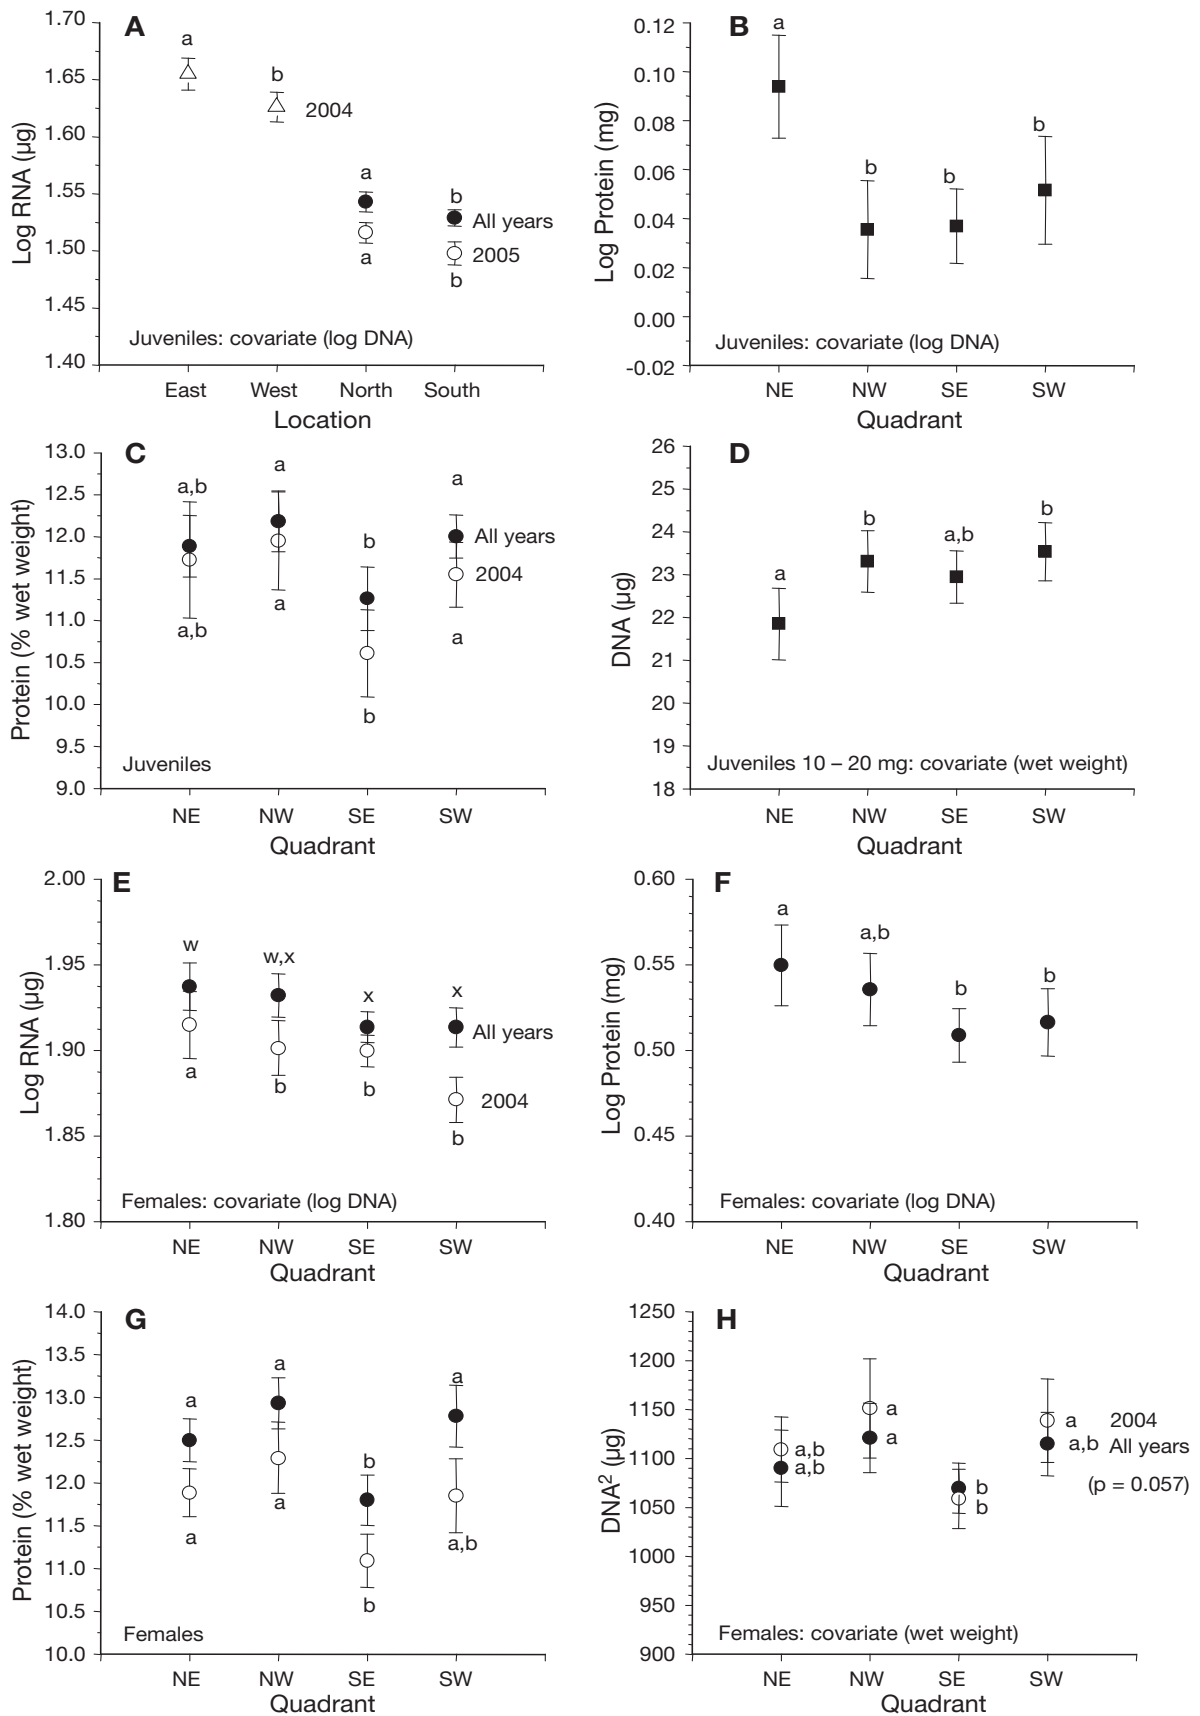 A
1.70
1.65
1.60
1.55
1.50
1.45
1.40
Log RNA (µg)
a
b
2004
a
b
All years
a
2005
b
Juveniles: covariate (log DNA)
East West North South
Location
B
0.12
0.10
0.08
0.06
0.04
0.02
0.00
-0.02
Log Protein (mg)
a
b
b
b
Juveniles: covariate (log DNA)
NE NW SE SW
Quadrant
C
13.0
12.5
12.0
11.5
11.0
10.5
10.0
9.5
9.0
Protein (% wet weight)
a,b
a
b
a
All years
2004
a,b
a
b
a
Juveniles
NE NW SE SW
Quadrant
D
26
25
24
23
22
21
20
19
18
DNA (µg)
a
b
a,b
b
Juveniles 10 – 20 mg: covariate (wet weight)
NE NW SE SW
Quadrant
E
2.00
1.95
1.90
1.85
1.80
Log RNA (µg)
w
w,x
x
x
All years
a
b
b
2004
b
Females: covariate (log DNA)
NE NW SE SW
Quadrant
F
0.60
0.55
0.50
0.45
0.40
Log Protein (mg)
a
a,b
b
b
Females: covariate (log DNA)
NE NW SE SW
Quadrant
G
14.0
13.5
13.0
12.5
12.0
11.5
11.0
10.5
10.0
Protein (% wet weight)
a
a
b
a
a
a
b
a,b
Females
NE NW SE SW
Quadrant
H
1250
1200
1150
1100
1050
1000
950
900
DNA² (µg)
a,b
a,b
a
a
b
b
a 2004
a,b All years
(p = 0.057)
Females: covariate (wet weight)
NE NW SE SW
Quadrant